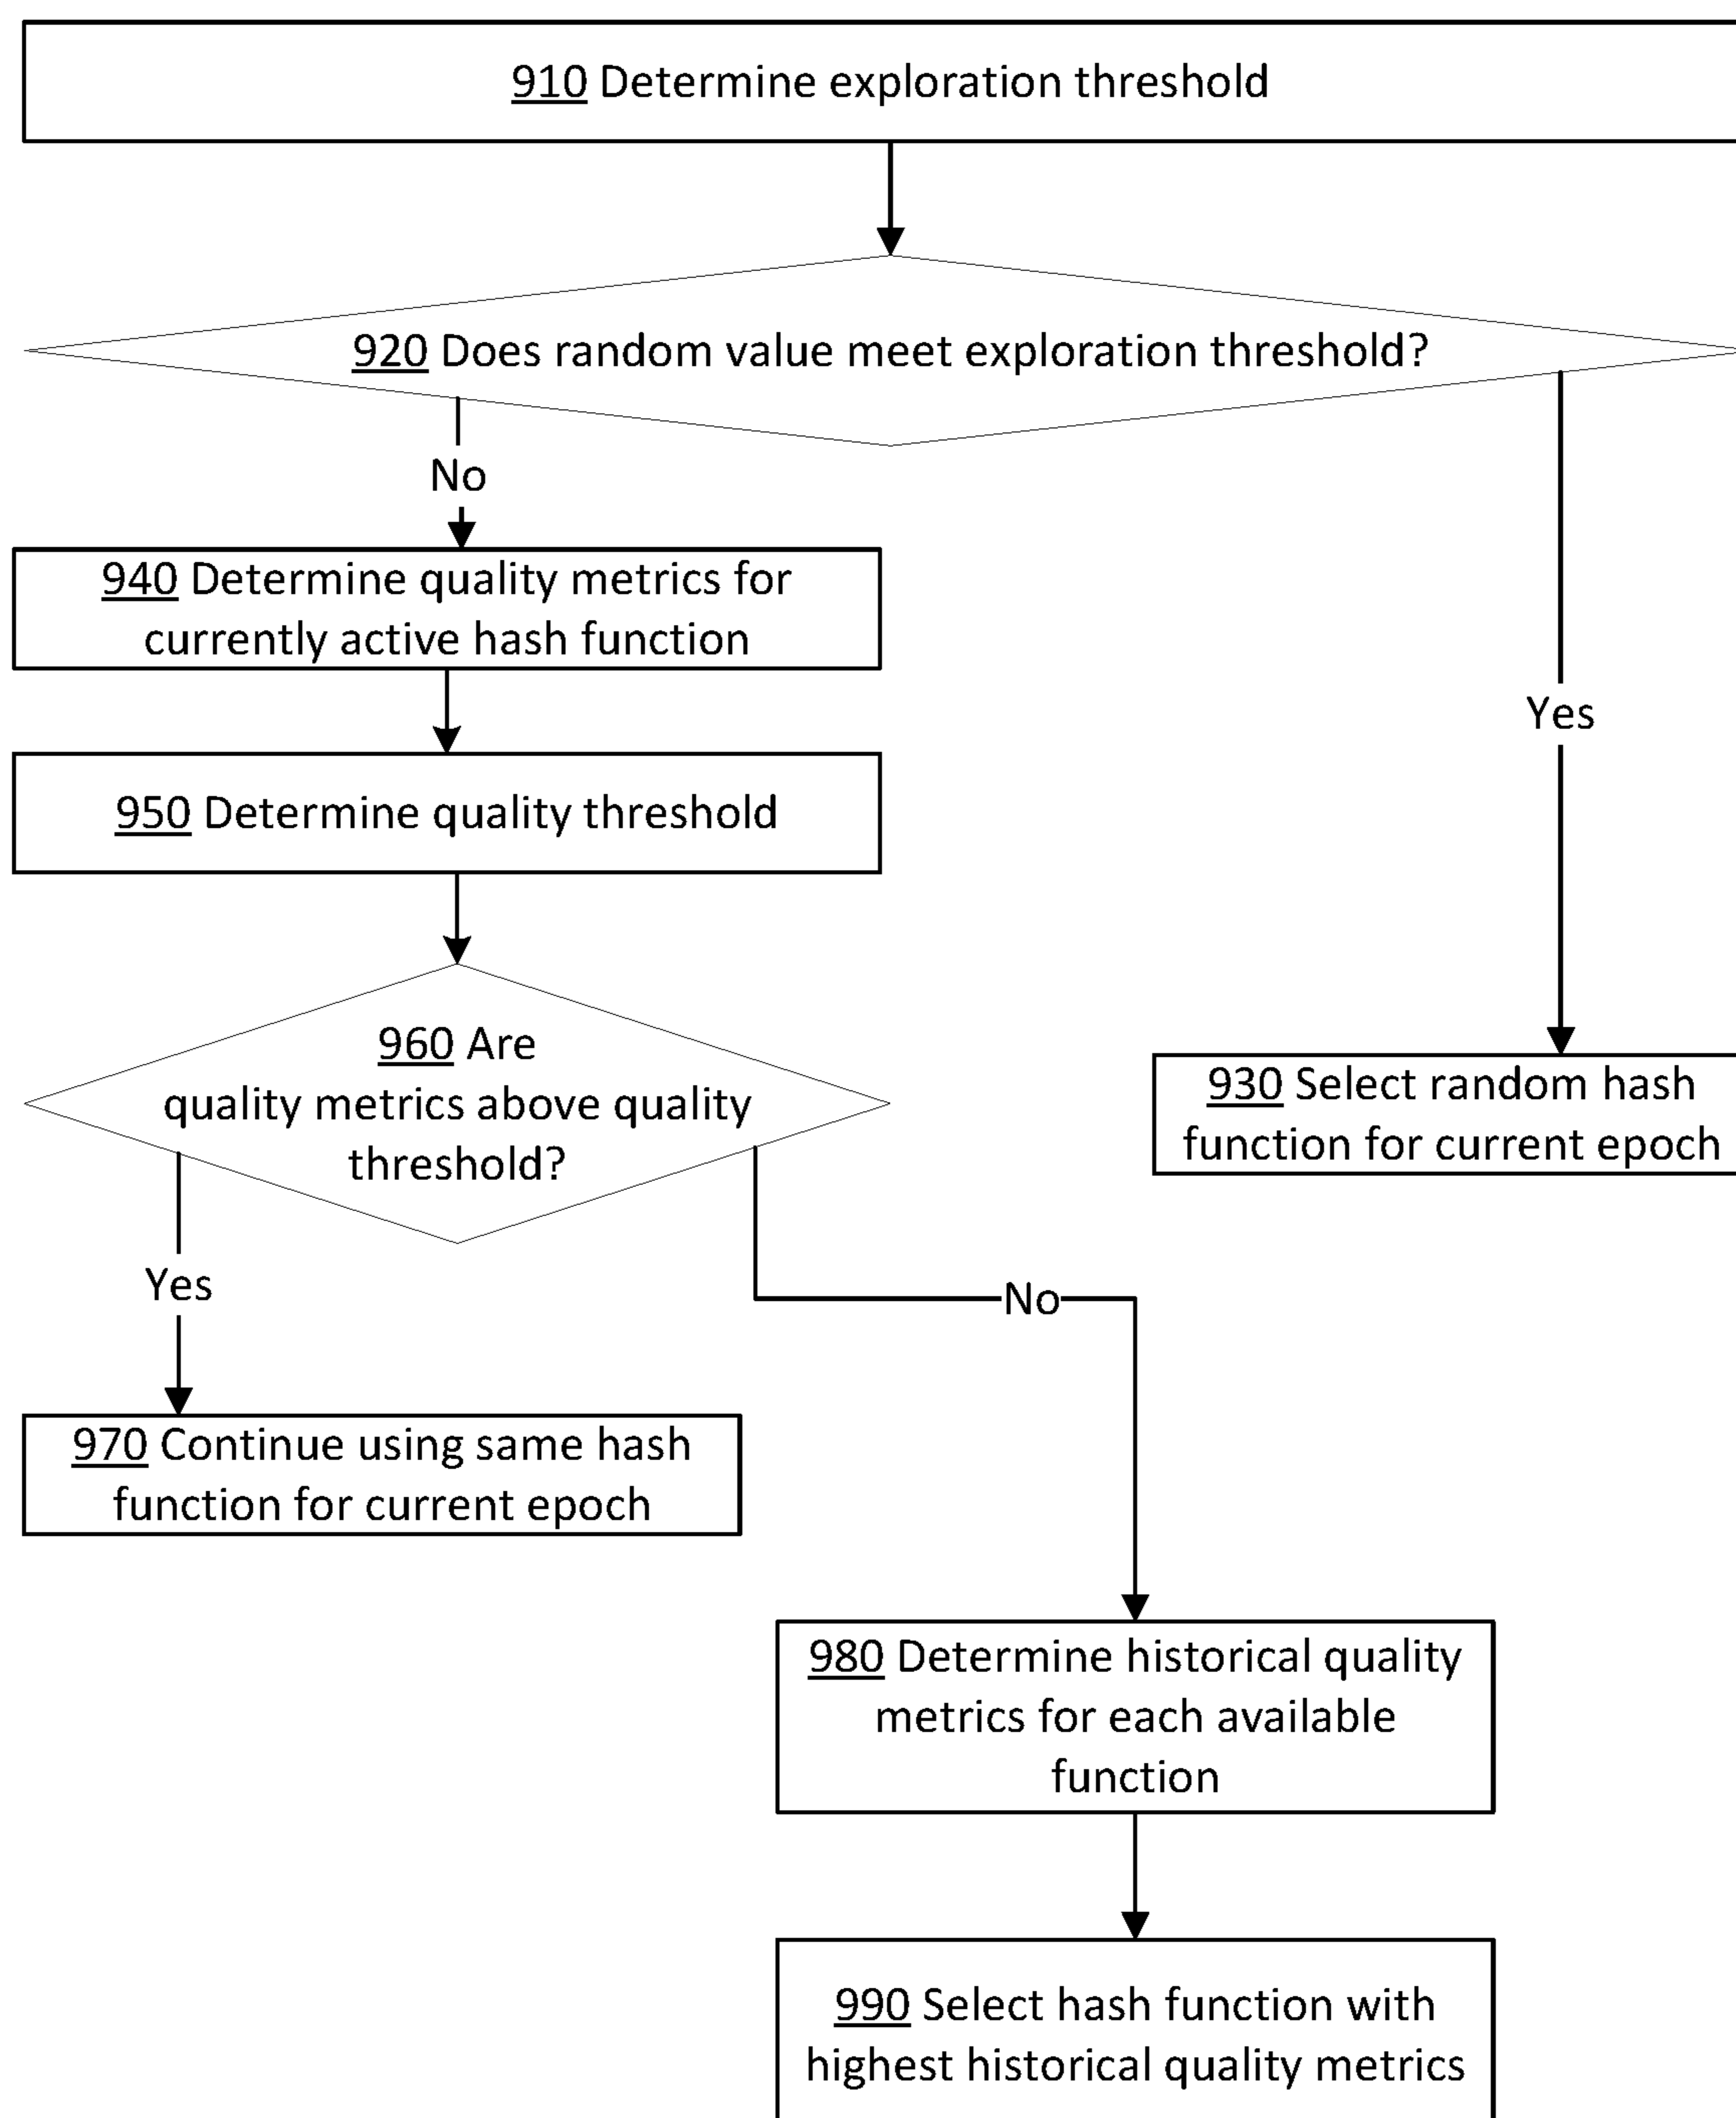 910 Determine exploration threshold
920 Does random value meet exploration threshold?
No
940 Determine quality metrics for
currently active hash function
950 Determine quality threshold
Yes
960 Are
quality metrics above quality
threshold?
930 Select random hash
function for current epoch
Yes
No
970 Continue using same hash
function for current epoch
980 Determine historical quality
metrics for each available
function
990 Select hash function with
highest historical quality metrics